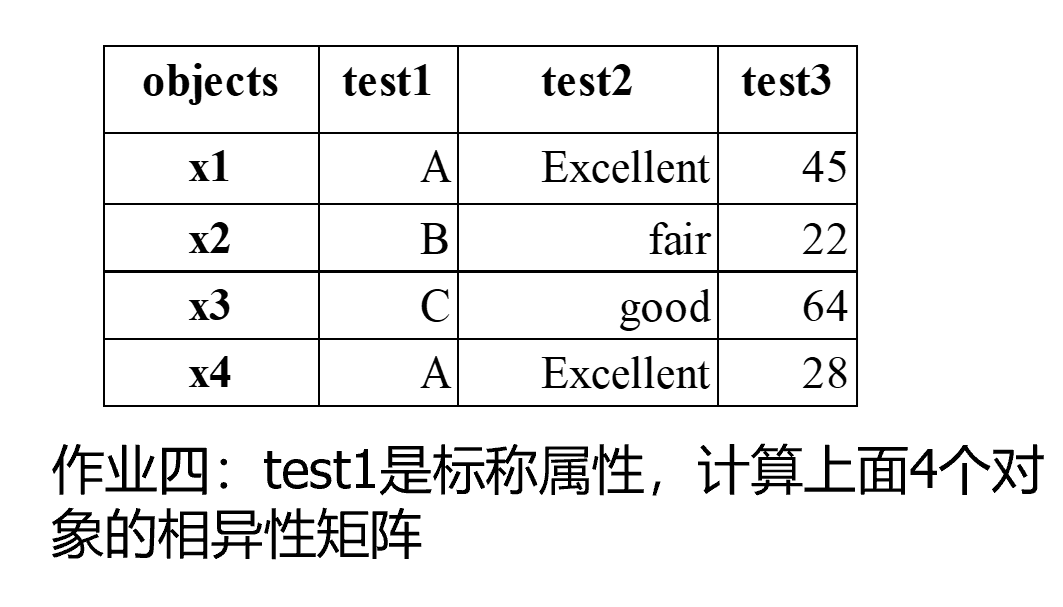 objects test1 test2 test3
x1 A Excellent 45
x2 B fair 22
x3 C good 64
x4 A Excellent 28
作业四：test1是标称属性，计算上面4个对
象的相异性矩阵